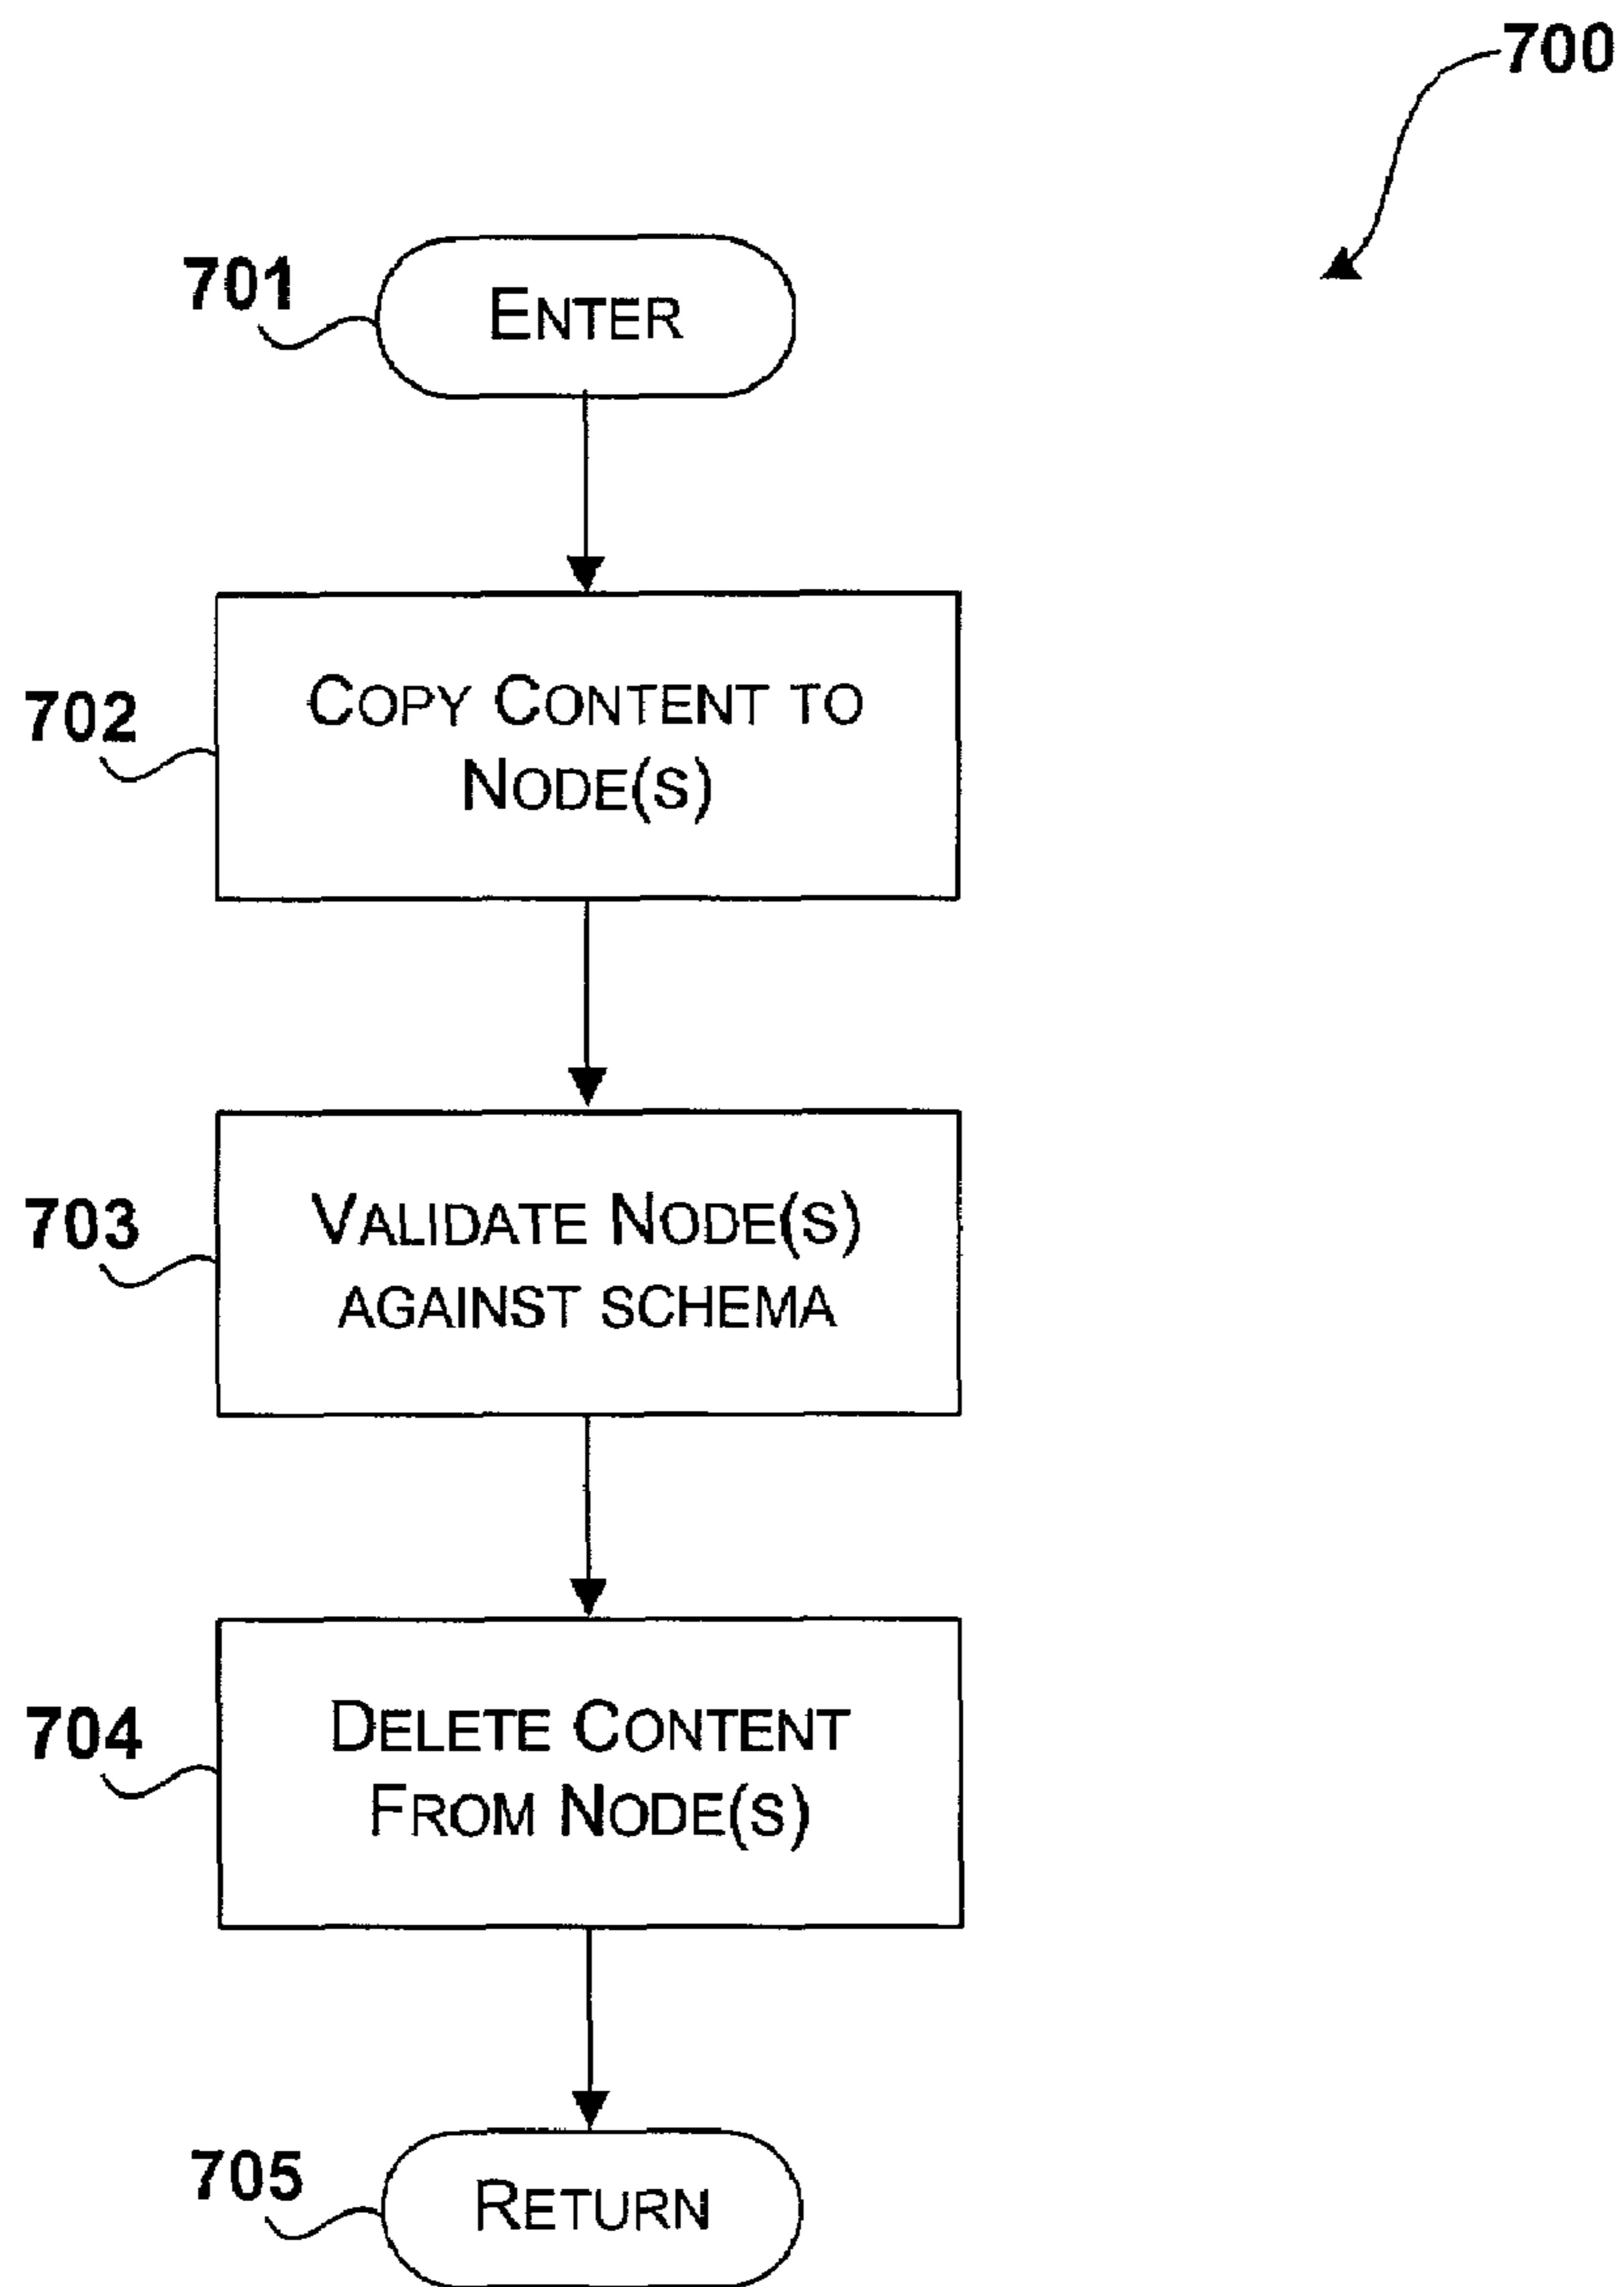 700
701
ENTER
702
COPY CONTENT TO
NODE(S)
703
VALIDATE NODE(S)
AGAINST SCHEMA
704
DELETE CONTENT
FROM NODE(S)
705
RETURN